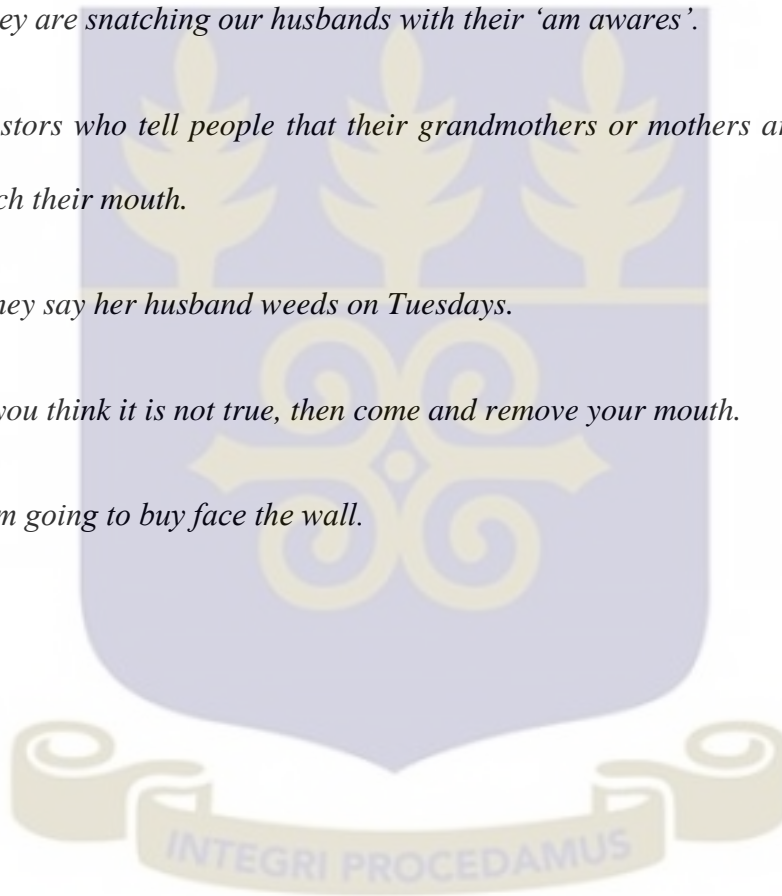 ey are snatching our husbands with their ‘am awares’.
stors who tell people that their grandmothers or mothers a
ch their mouth.
ney say her husband weeds on Tuesdays.
you think it is not true, then come and remove your mouth.
m going to buy face the wall.
INTEGRI PROCEDAMUS